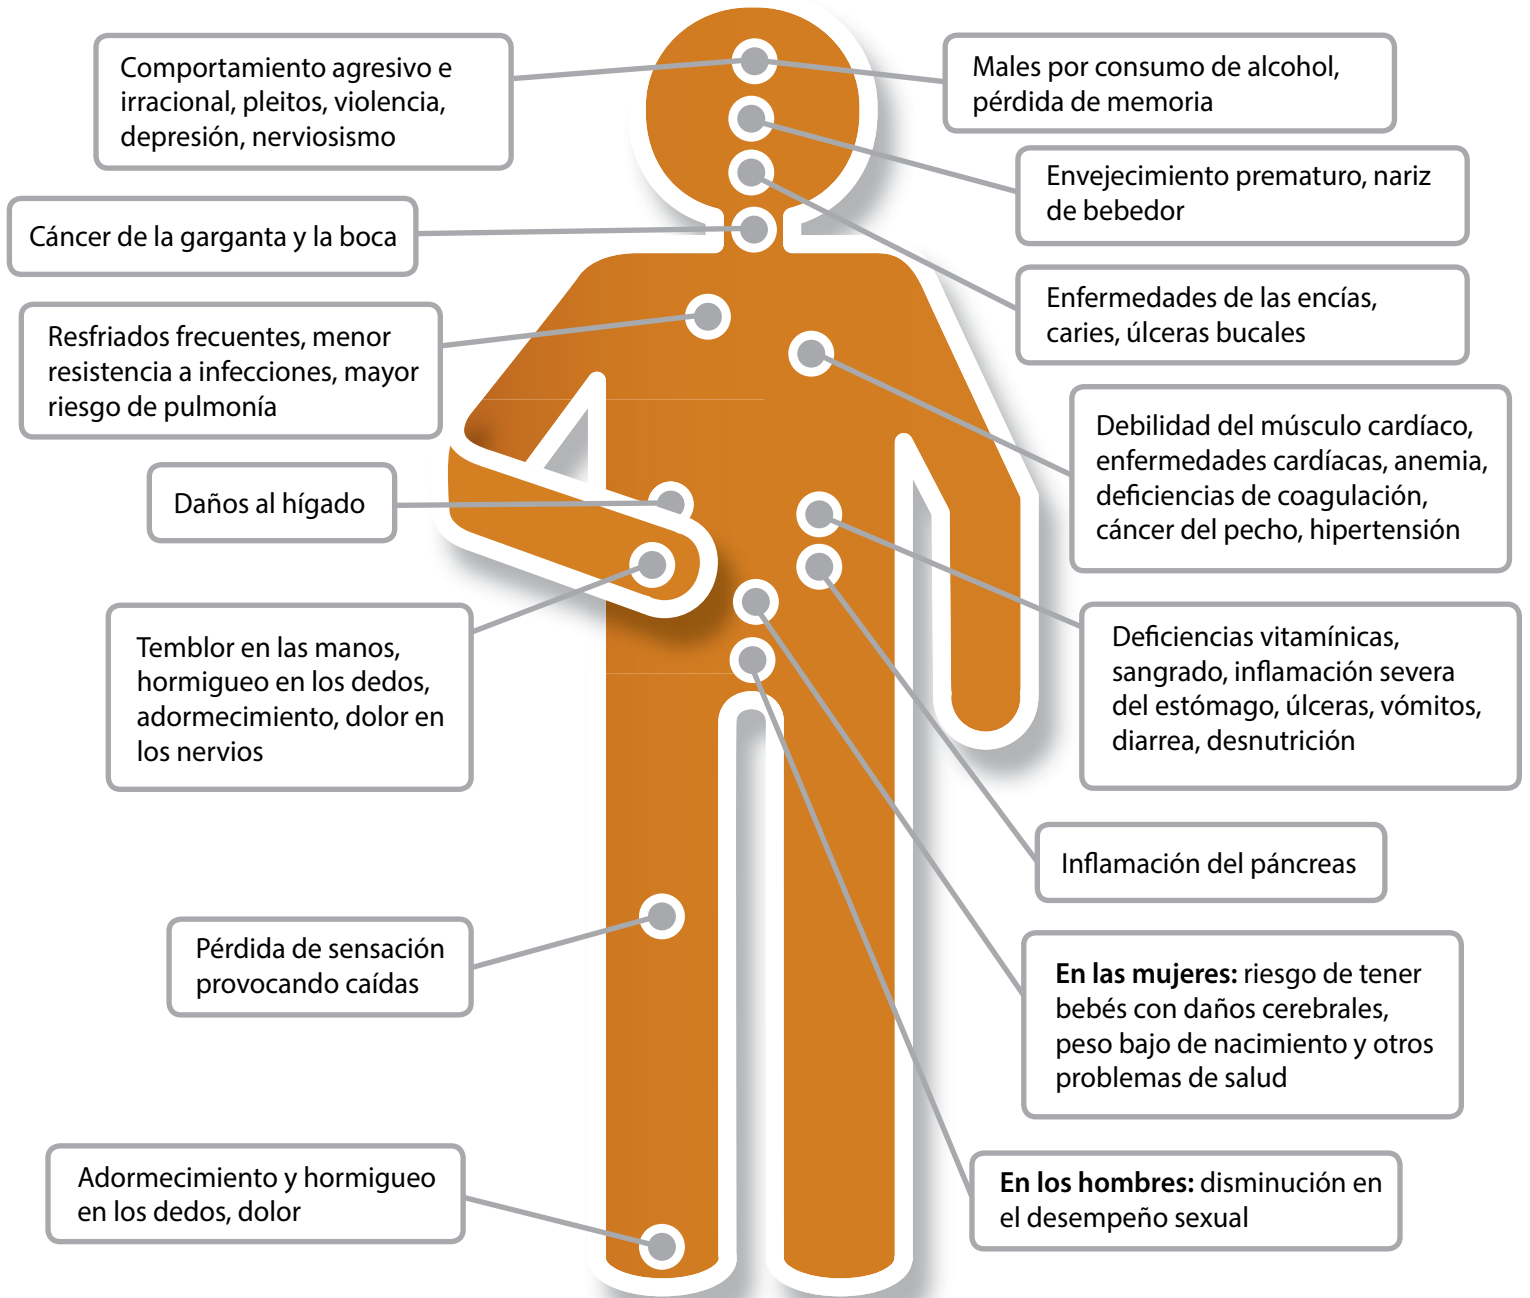 Comportamiento agresivo e
irracional, pleitos, violencia,
depresión, nerviosismo
Males por consumo de alcohol,
pérdida de memoria
Envejecimiento prematuro, nariz
de bebedor
Cáncer de la garganta y la boca
Enfermedades de las encías,
caries, úlceras bucales
Resfriados frecuentes, menor
resistencia a infecciones, mayor
riesgo de pulmonía
Debilidad del músculo cardíaco,
enfermedades cardíacas, anemia,
deficiencias de coagulación,
cáncer del pecho, hipertensión
Daños al hígado
Temblor en las manos,
hormigueo en los dedos,
adormecimiento, dolor en
los nervios
Deficiencias vitamínicas,
sangrado, inflamación severa
del estómago, úlceras, vómitos,
diarrea, desnutrición
Inflamación del páncreas
Pérdida de sensación
provocando caídas
En las mujeres: riesgo de tener
bebés con daños cerebrales,
peso bajo de nacimiento y otros
problemas de salud
Adormecimiento y hormigueo
en los dedos, dolor
En los hombres: disminución en
el desempeño sexual